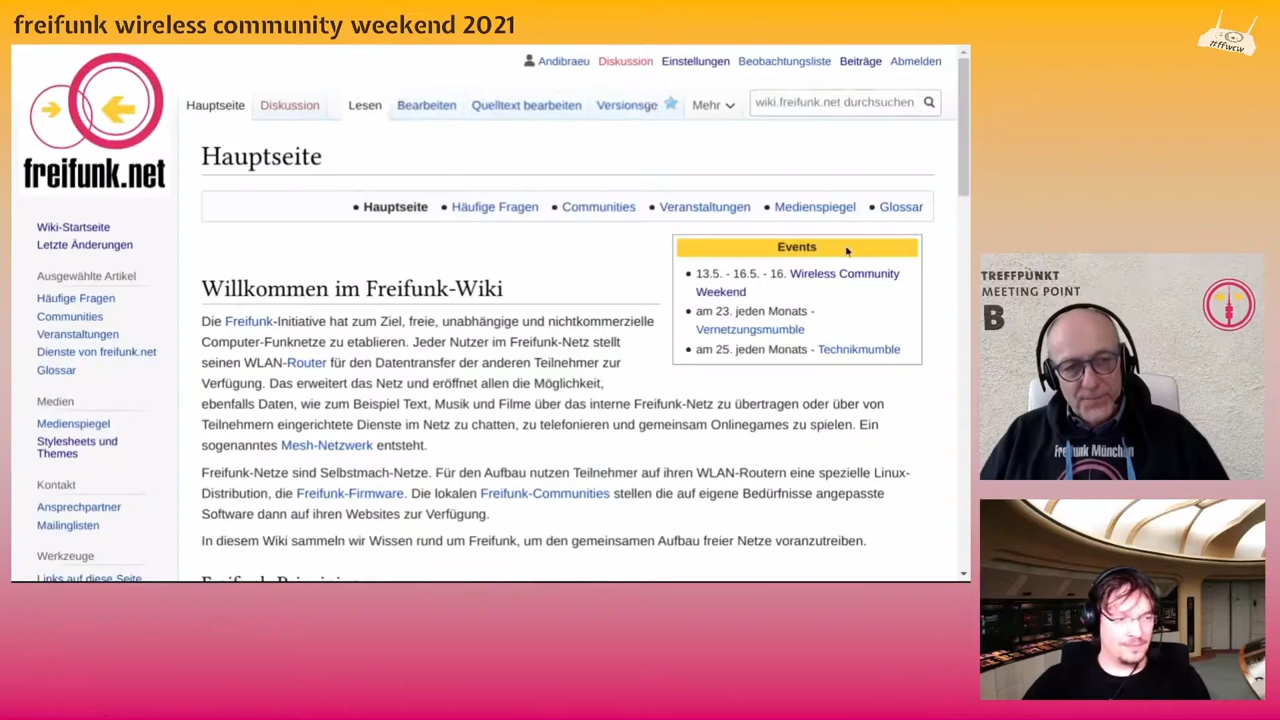 freifunk wireless community weekend 2021
#ffwcw
freifunk.net
Andibraeu Diskussion Einstellungen Beobachtungsliste Beiträge Abmelden
Hauptseite Diskussion Lesen Bearbeiten Quelltext bearbeiten Versionsge Mehr wiki.freifunk.net durchsuchen
Hauptseite
• Hauptseite • Häufige Fragen • Communities • Veranstaltungen • Medienspiegel • Glossar
Wiki-Startseite
Letzte Änderungen
Ausgewählte Artikel
Häufige Fragen
Communities
Veranstaltungen
Dienste von freifunk.net
Glossar
Medien
Medienspiegel
Stylesheets und
Themes
Kontakt
Ansprechpartner
Mailinglisten
Werkzeuge
Links auf diese Seite
Events
• 13.5. - 16.5. - 16. Wireless Community
Weekend
• am 23. jeden Monats -
Vernetzungsmumble
• am 25. jeden Monats - Technikmumble
Willkommen im Freifunk-Wiki
Die Freifunk-Initiative hat zum Ziel, freie, unabhängige und nichtkommerzielle
Computer-Funknetze zu etablieren. Jeder Nutzer im Freifunk-Netz stellt
seinen WLAN-Router für den Datentransfer der anderen Teilnehmer zur
Verfügung. Das erweitert das Netz und eröffnet allen die Möglichkeit,
ebenfalls Daten, wie zum Beispiel Text, Musik und Filme über das interne Freifunk-Netz zu übertragen oder über von
Teilnehmern eingerichtete Dienste im Netz zu chatten, zu telefonieren und gemeinsam Onlinegames zu spielen. Ein
sogenanntes Mesh-Netzwerk entsteht.
Freifunk-Netze sind Selbstmach-Netze. Für den Aufbau nutzen Teilnehmer auf ihren WLAN-Routern eine spezielle Linux-
Distribution, die Freifunk-Firmware. Die lokalen Freifunk-Communities stellen die auf eigene Bedürfnisse angepasste
Software dann auf ihren Websites zur Verfügung.
In diesem Wiki sammeln wir Wissen rund um Freifunk, um den gemeinsamen Aufbau freier Netze voranzutreiben.
TREFFPUNKT
MEETING POINT
B
Freifunk München